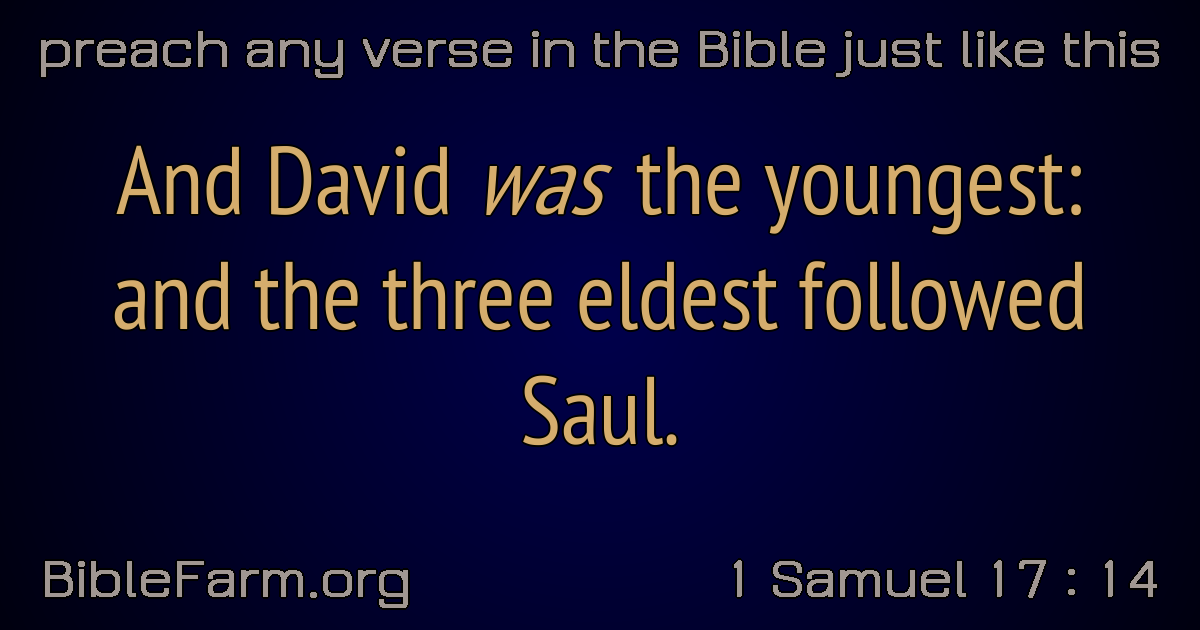 preach any verse in the Bible just like this
And David was the youngest:
and the three eldest followed
Saul.
BibleFarm.org
1 Samuel 17 : 14